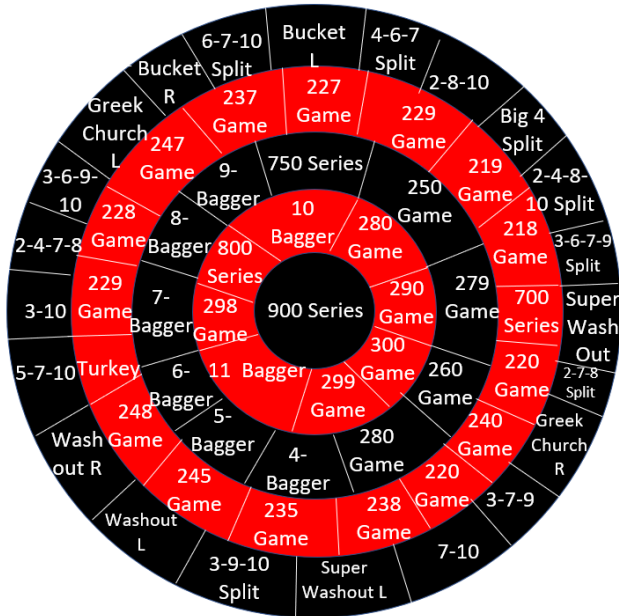 Bucket
L
4-6-7
Split
2-8-10
Big 4
Split
2-4-8-
10 Split
3-6-7-9
Split
Super
Wash
Out
2-7-8
Split
Greek
Church
R
3-7-9
7-10
Super
Washout L
3-9-10
Split
Washout
L
Wash
out R
5-7-10
3-10
2-4-7-8
3-6-9-
10
Greek
Church
L
Bucket
R
6-7-10
Split
227
Game
229
Game
219
Game
218
Game
700
Series
220
Game
240
Game
220
Game
238
Game
235
Game
245
Game
248
Game
Turkey
229
Game
228
Game
247
Game
237
Game
750 Series
250
Game
279
Game
260
Game
280
Game
4-
Bagger
5-
Bagger
6-
Bagger
7-
Bagger
8-
Bagger
9-
Bagger
10
Bagger
280
Game
290
Game
300
Game
299
Game
11 Bagger
298
Game
800
Series
900 Series